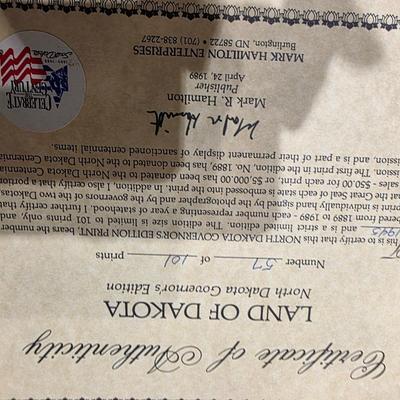 Certificate of Authenticity
LAND OF DAKOTA
North Dakota Governor's Edition
Number 57 of 101 prints
this is to certify that this NORTH DAKOTA GOVERNOR'S EDITION PRINT, bears the number
1945 and is a strict limited edition. The edition size is limited to 101 prints only, and
bered from 1889 to 1989 - each number representing a year of statehood. I further certify that
print is individually hand signed by the photographer and by the governors of the two Dakotas
that the Great Seal of each state is embossed into the print. In addition, I also certify that a portion
sales - $50.00 for each print, or $5,000.00 has been donated to the North Dakota Centennial
ission. The first print in the edition, No. 1889, has been donated the North Dakota Centennial
ission, and is a part of their permanent display of sanctioned centennial items.
Mark R. Hamilton
Publisher
April 24, 1989
MARK HAMILTON ENTERPRISES
Burlington, ND 58722 • (701) 838-2267
CELEBRATE
CENTURY
1889 1989